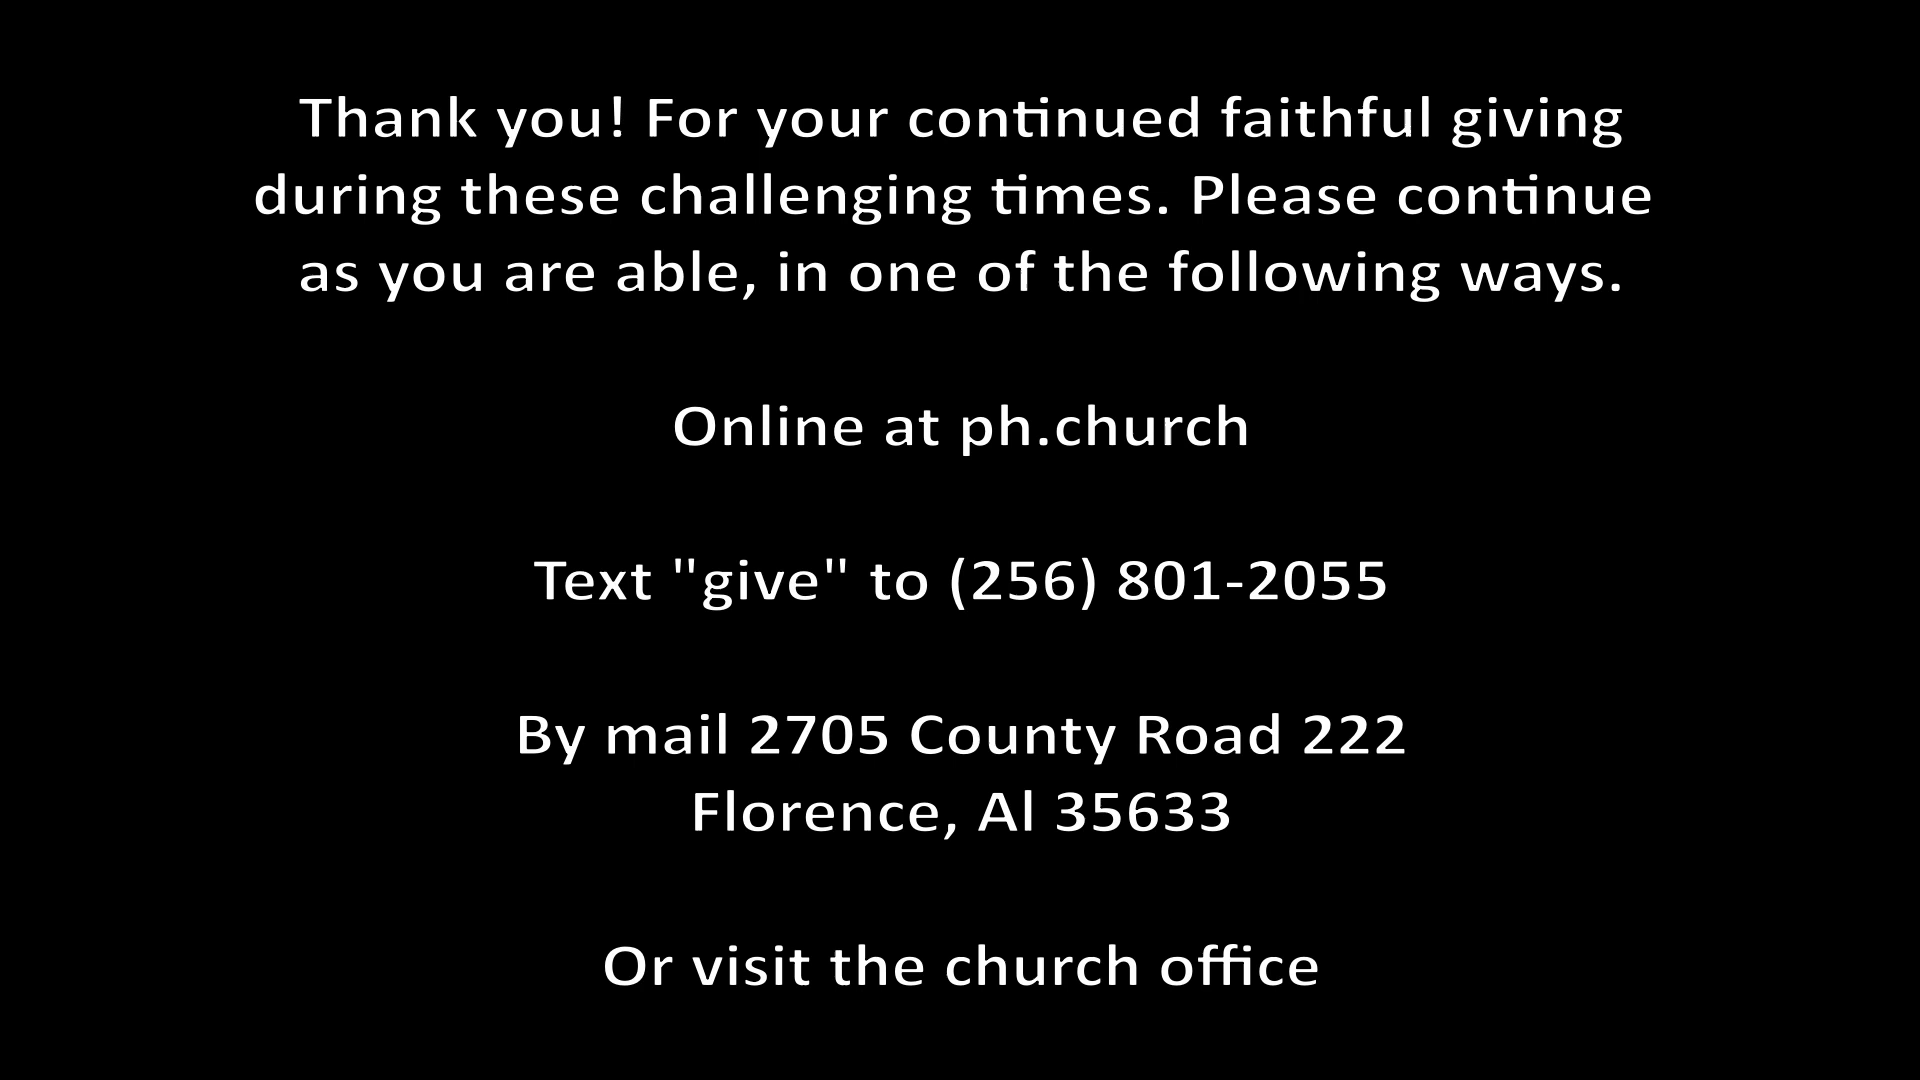 Thank you! For your continued faithful giving
during these challenging times. Please continue
as you are able, in one of the following ways.
Online at ph.church
Text "give" to (256) 801-2055
By mail 2705 County Road 222
Florence, Al 35633
Or visit the church office